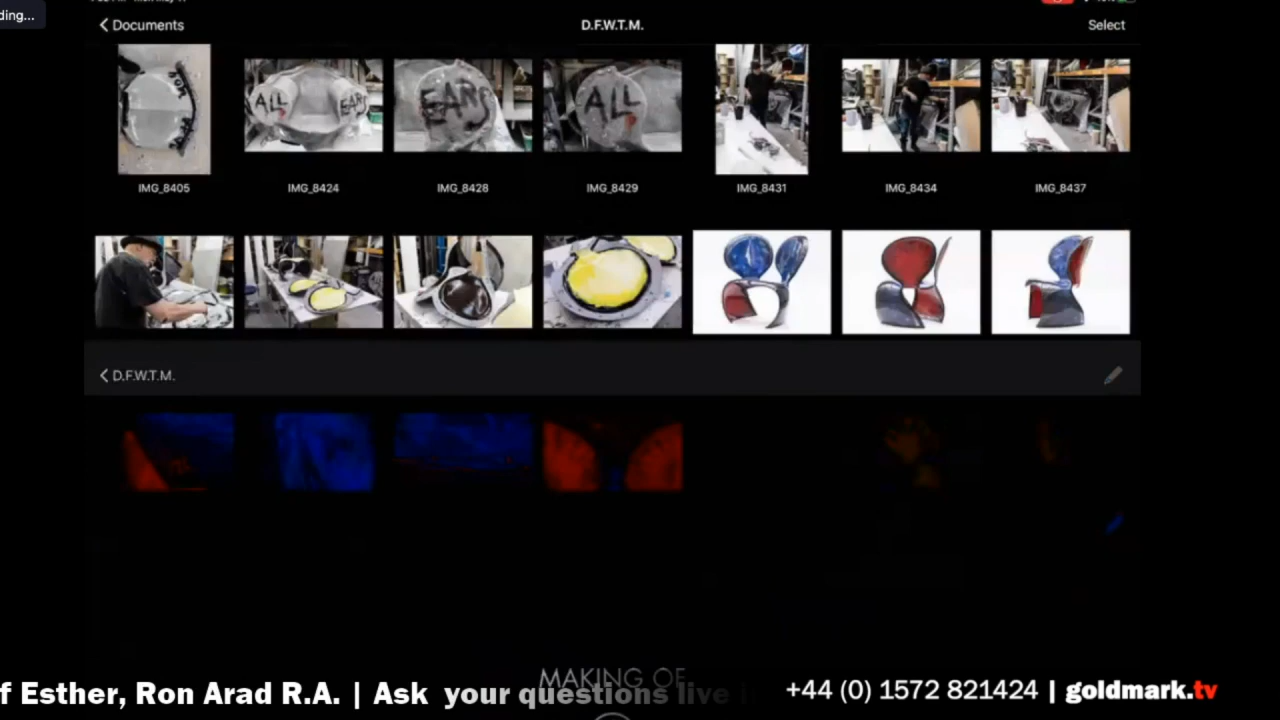 ding...
Documents
D.F.W.T.M.
Select
ALL EARS
EARS
ALL
IMG_8405
IMG_8424
IMG_8428
IMG_8429
IMG_8431
IMG_8434
IMG_8437
D.F.W.T.M.
MAKING OF
f Esther, Ron Arad R.A. | Ask your questions live
+44 (0) 1572 821424 | goldmark.tv